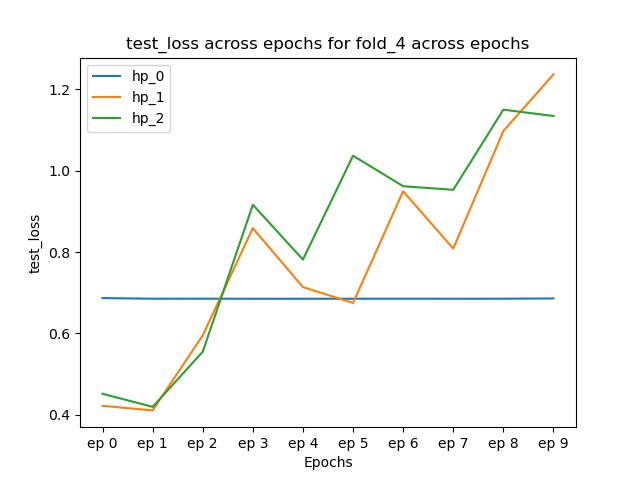 test_loss across epochs for fold_4 across epochs
hp_0
hp_1
hp_2
test_loss
1.2
1.0
0.8
0.6
0.4
ep 0 ep 1 ep 2 ep 3 ep 4 ep 5 ep 6 ep 7 ep 8 ep 9
Epochs